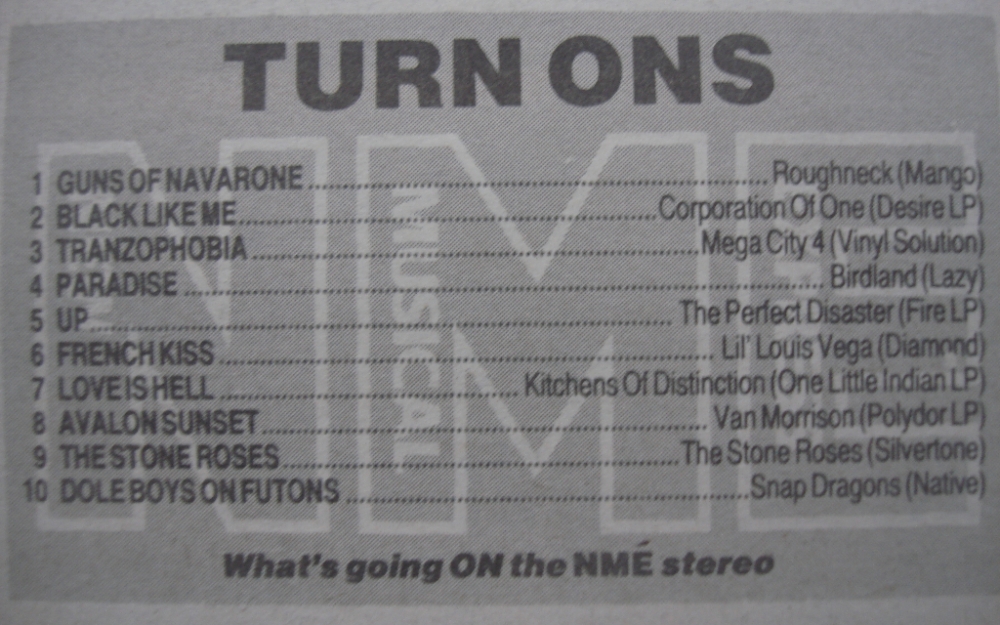 TURN ONS
1 GUNS OF NAVARONE........................Roughneck (Mango)
2 BLACK LIKE ME........................Corporation Of One (Desire LP)
3 TRANZOPHOBIA........................Mega City 4 (Vinyl Solution)
4 PARADISE........................Birdland (Lazy)
5 UP........................The Perfect Disaster (Fire LP)
6 FRENCH KISS........................Lil' Louis Vega (Diamond)
7 LOVE IS HELL........................Kitchens Of Distinction (One Little Indian LP)
8 AVALON SUNSET........................Van Morrison (Polydor LP)
9 THE STONE ROSES........................The Stone Roses (Silvertone)
10 DOLE BOYS ON FUTONS........................Snap Dragons (Native)
What's going ON the NMÉ stereo
NME
MUSICAL